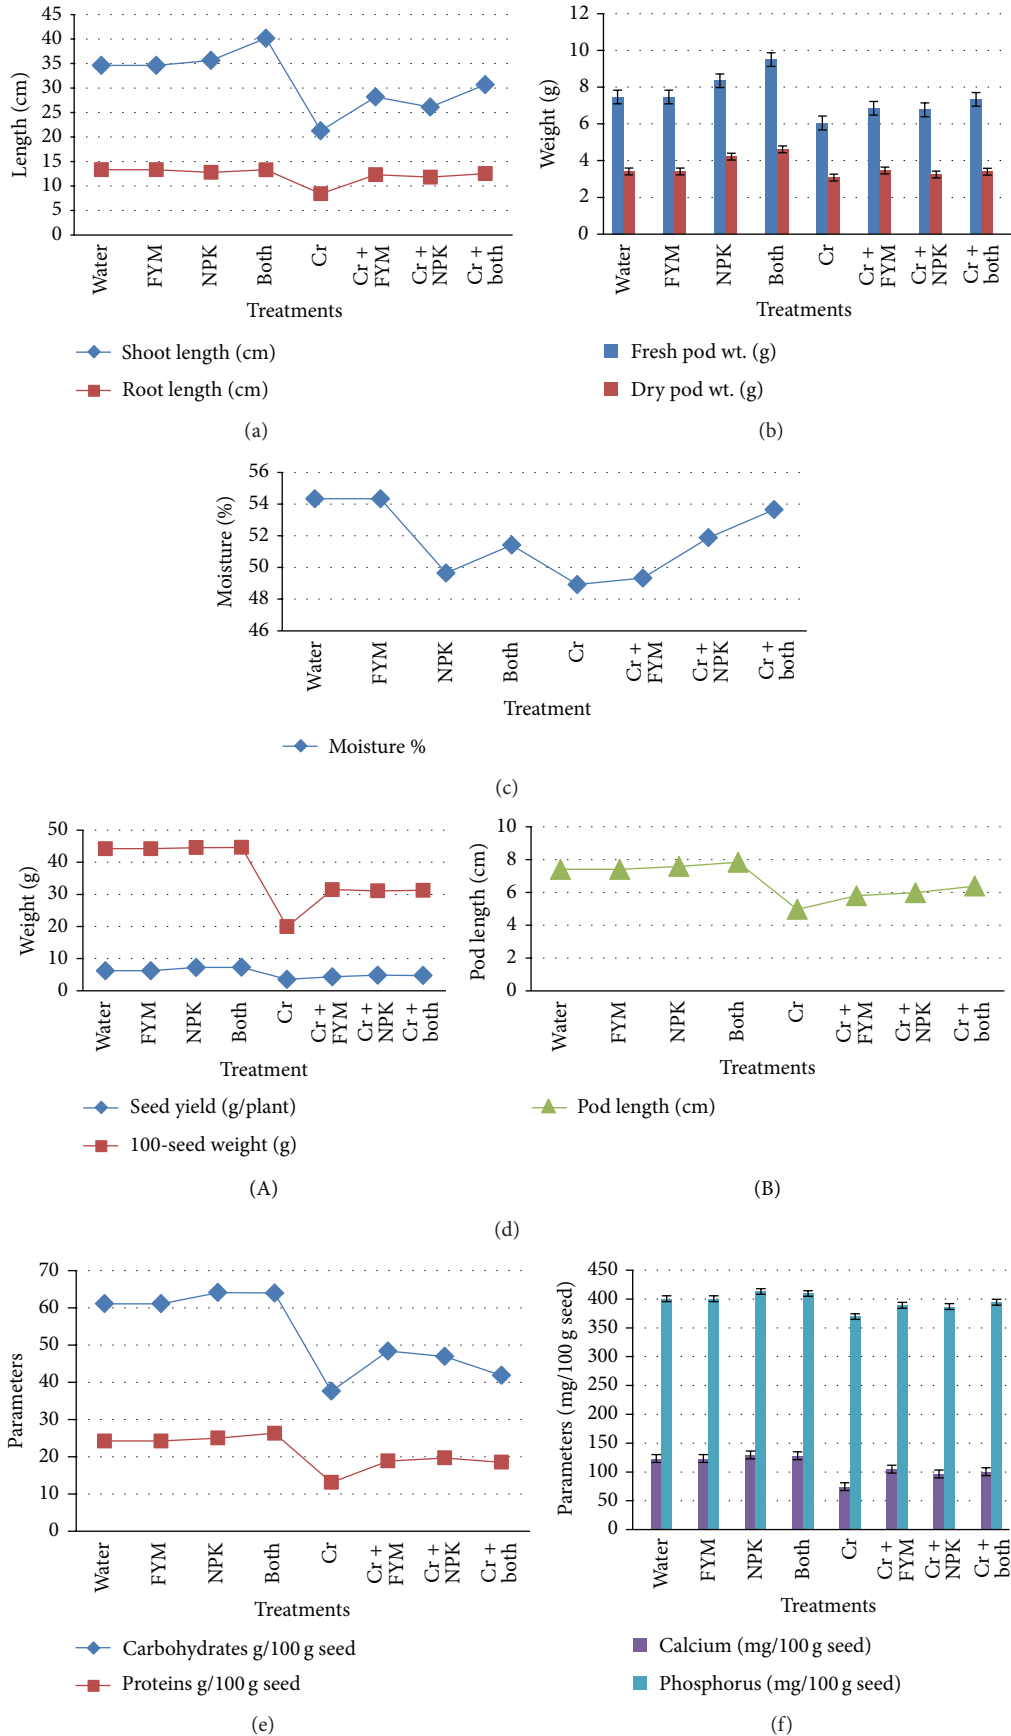 45
40
35
30
25
20
15
10
5
0
Length (cm)
Water
FYM
NPK
Both
Cr
Cr +
FYM
Cr +
NPK
Cr +
both
Treatments
Shoot length (cm)
Root length (cm)
(a)
12
10
8
6
4
2
0
Weight (g)
Water
FYM
NPK
Both
Cr
Cr +
FYM
Cr +
NPK
Cr +
both
Treatments
Fresh pod wt. (g)
Dry pod wt. (g)
(b)
56
54
52
50
48
46
Moisture (%)
Water
FYM
NPK
Both
Cr
Cr +
FYM
Cr +
NPK
Cr +
both
Treatment
Moisture %
(c)
50
40
30
20
10
0
Weight (g)
Water
FYM
NPK
Both
Cr
Cr +
FYM
Cr +
NPK
Cr +
both
Treatment
Seed yield (g/plant)
100-seed weight (g)
(A)
10
8
6
4
2
0
Pod length (cm)
Water
FYM
NPK
Both
Cr
Cr +
FYM
Cr +
NPK
Cr +
both
Treatments
Pod length (cm)
(B)
(d)
70
60
50
40
30
20
10
0
Parameters
Water
FYM
NPK
Both
Cr
Cr +
FYM
Cr +
NPK
Cr +
both
Treatments
Carbohydrates g/100 g seed
Proteins g/100 g seed
(e)
450
400
350
300
250
200
150
100
50
0
Parameters (mg/100 g seed)
Water
FYM
NPK
Both
Cr
Cr +
FYM
Cr +
NPK
Cr +
both
Treatments
Calcium (mg/100 g seed)
Phosphorus (mg/100 g seed)
(f)